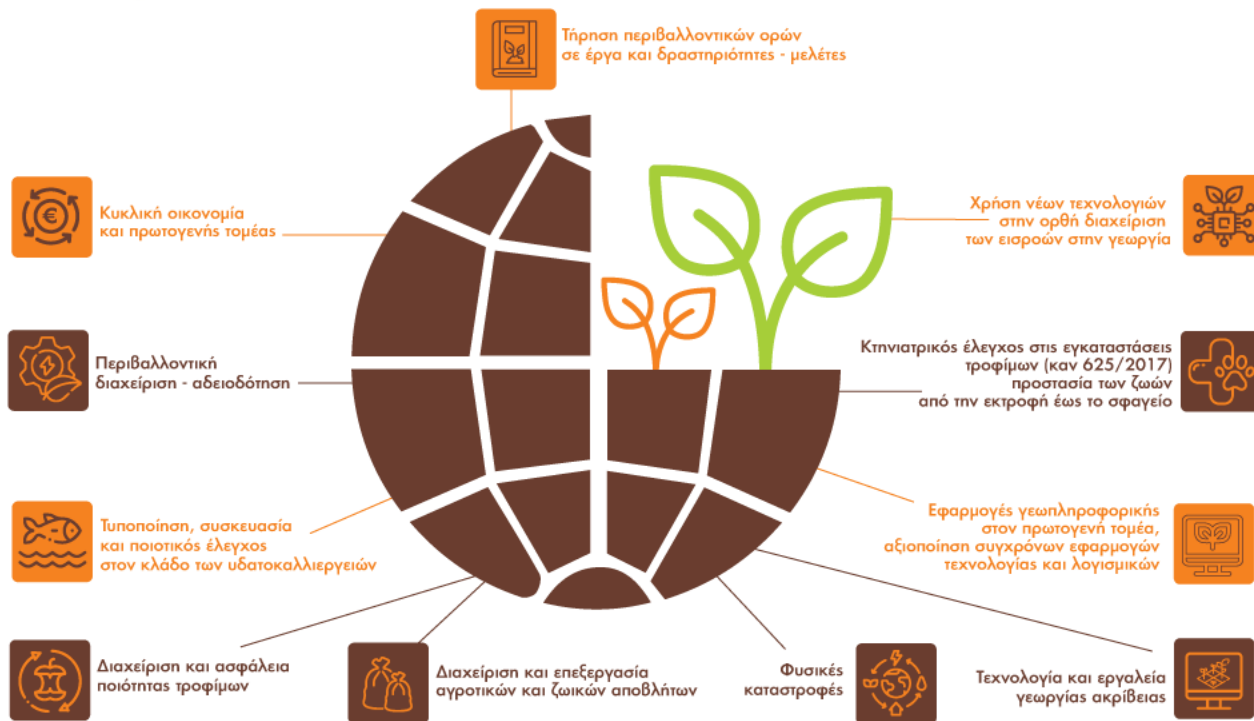 Τήρηση περιβαλλοντικών ορών
σε έργα και δραστηριότητες - μελέτες
Κυκλική οικονομία
και πρωτογενής τομέας
Χρήση νέων τεχνολογιών
στην ορθή διαχείριση
των εισροών στην γεωργία
Περιβαλλοντική
διαχείριση - αδειοδότηση
Κτηνιατρικός έλεγχος στις εγκαταστάσεις
τροφίμων (καν 625/2017)
προστασία των ζωών
από την εκτροφή έως το σφαγείο
Τυποποίηση, συσκευασία
και ποιοτικός έλεγχος
στον κλάδο των υδατοκαλλιεργειών
Εφαρμογές γεωπληροφορικής
στον πρωτογενή τομέα,
αξιοποίηση συγχρόνων εφαρμογών
τεχνολογίας και λογισμικών
Διαχείριση και ασφάλεια
ποιότητας τροφίμων
Διαχείριση και επεξεργασία
αγροτικών και ζωικών αποβλήτων
Φυσικές
καταστροφές
Τεχνολογία και εργαλεία
γεωργίας ακρίβειας